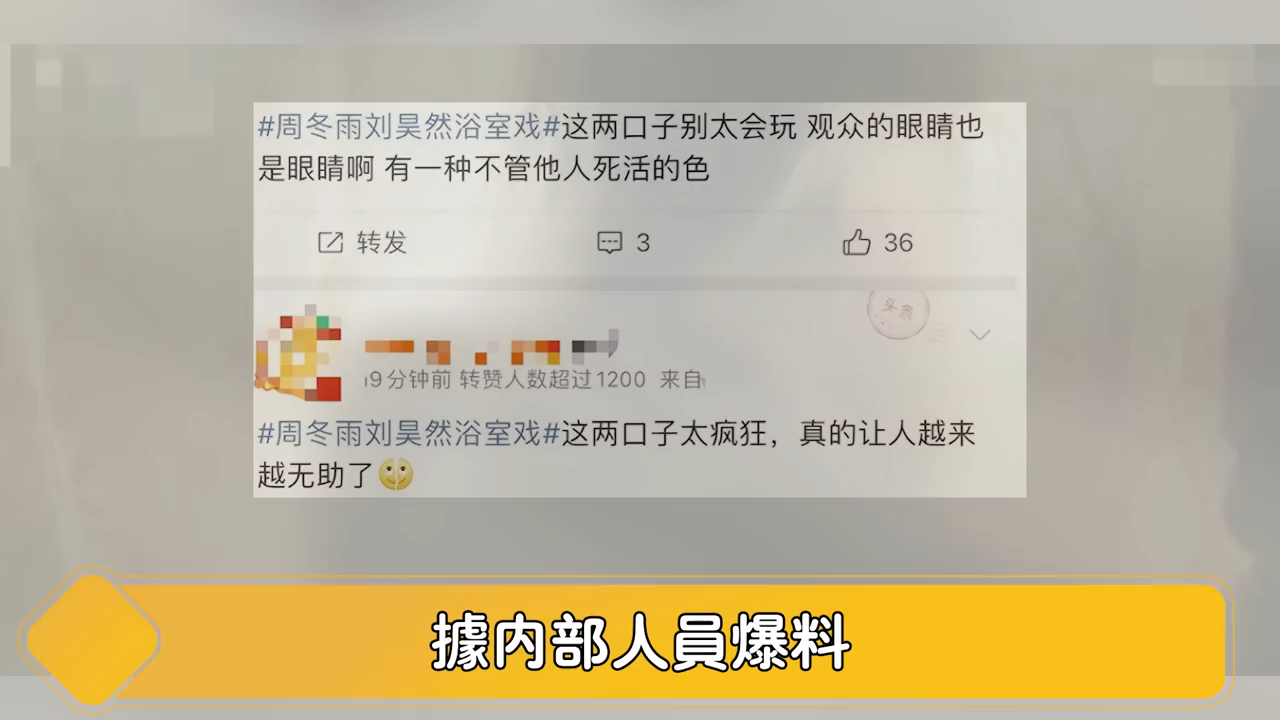 #周冬雨刘昊然浴室戏#这两口子别太会玩 观众的眼睛也
是眼睛啊 有一种不管他人死活的色
转发
3
36
头条
9分钟前 转赞人数超过1200 来自
#周冬雨刘昊然浴室戏#这两口子太疯狂，真的让人越来
越无助了
據内部人員爆料